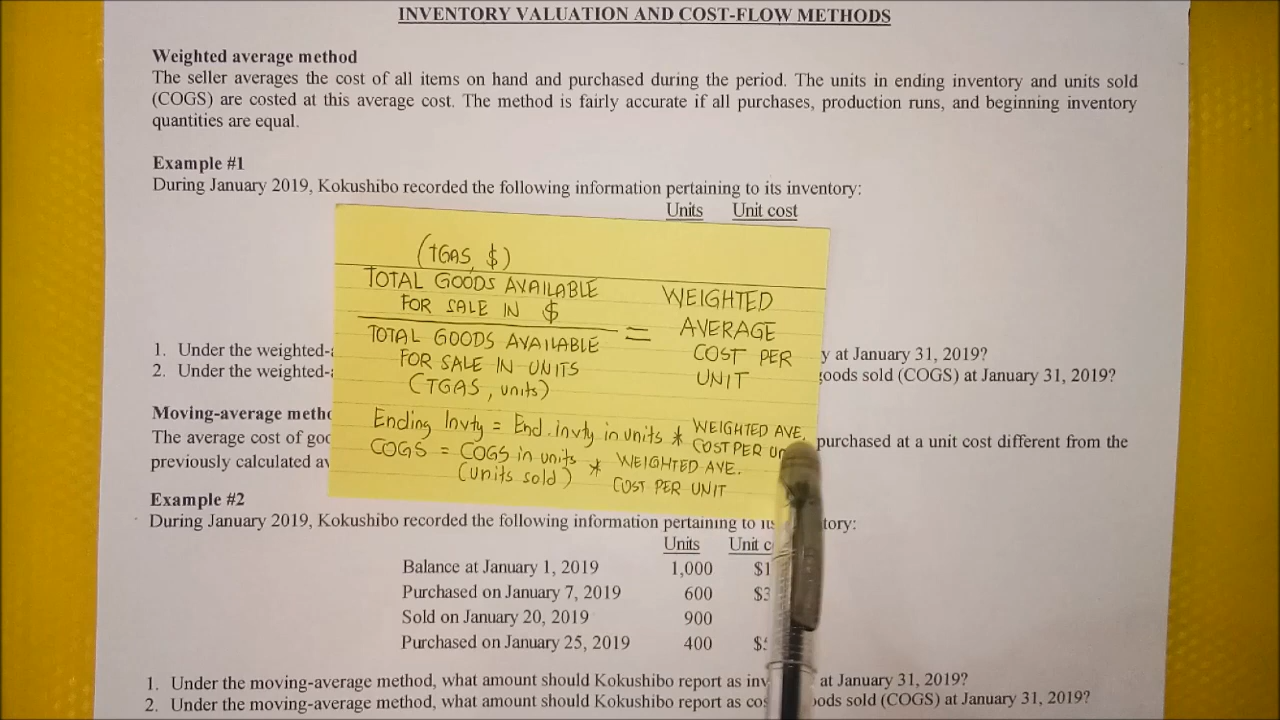 INVENTORY VALUATION AND COST-FLOW METHODS
Weighted average method
The seller averages the cost of all items on hand and purchased during the period. The units in ending inventory and units sold
(COGS) are costed at this average cost. The method is fairly accurate if all purchases, production runs, and beginning inventory
quantities are equal.
Example #1
During January 2019, Kokushibo recorded the following information pertaining to its inventory:
Units Unit cost
(TGAS, $)
TOTAL GOODS AVAILABLE
FOR SALE IN $
TOTAL GOODS AVAILABLE
FOR SALE IN UNITS
(TGAS, units)
=
WEIGHTED
AVERAGE
COST PER
UNIT
Ending Invty = End. invty in units * WEIGHTED AVE.
COST PER
COGS = COGS in units * WEIGHTED AVE.
(units sold) COST PER UNIT
1. Under the y at January 31, 2019?
2. Under the goods sold (COGS) at January 31, 2019?
Moving-average
The average cost of purchased at a unit cost different from the
previously calculated
Example #2
During January 2019, Kokushibo recorded the following information pertaining to
Units Unit
Balance at January 1, 2019 1,000 $1
Purchased on January 7, 2019 600 $3
Sold on January 20, 2019 900
Purchased on January 25, 2019 400 $
1. Under the moving-average method, what amount should Kokushibo report as at January 31, 2019?
2. Under the moving-average method, what amount should Kokushibo report as sold (COGS) at January 31, 2019?